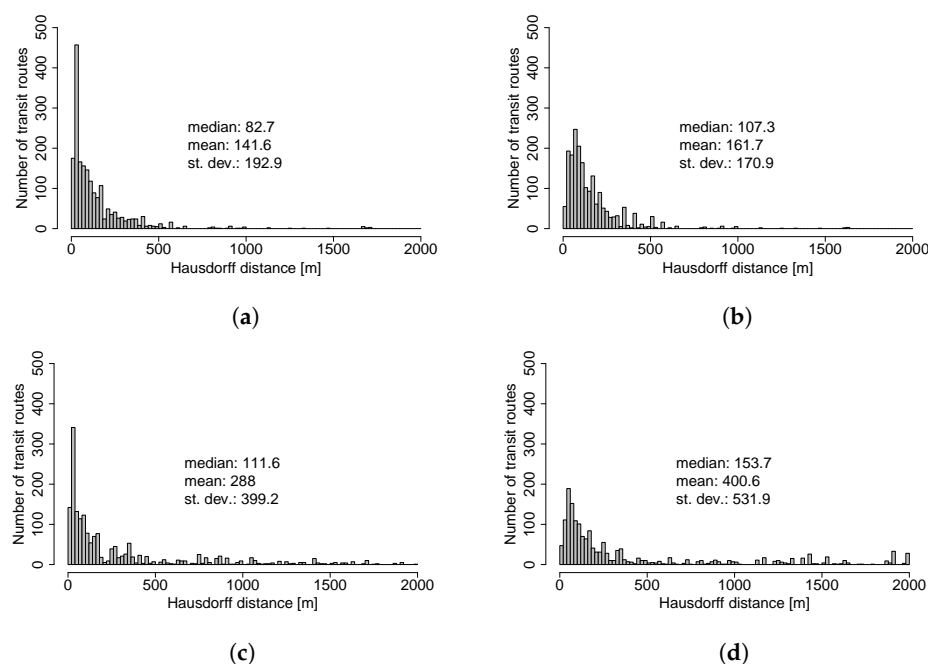 500
400
300
200
100
0
Number of transit routes
median: 82.7
mean: 141.6
st. dev.: 192.9
0 500 1000 1500 2000
Hausdorff distance [m]
(a)
500
400
300
200
100
0
Number of transit routes
median: 107.3
mean: 161.7
st. dev.: 170.9
0 500 1000 1500 2000
Hausdorff distance [m]
(b)
500
400
300
200
100
0
Number of transit routes
median: 111.6
mean: 288
st. dev.: 399.2
0 500 1000 1500 2000
Hausdorff distance [m]
(c)
500
400
300
200
100
0
Number of transit routes
median: 153.7
mean: 400.6
st. dev.: 531.9
0 500 1000 1500 2000
Hausdorff distance [m]
(d)